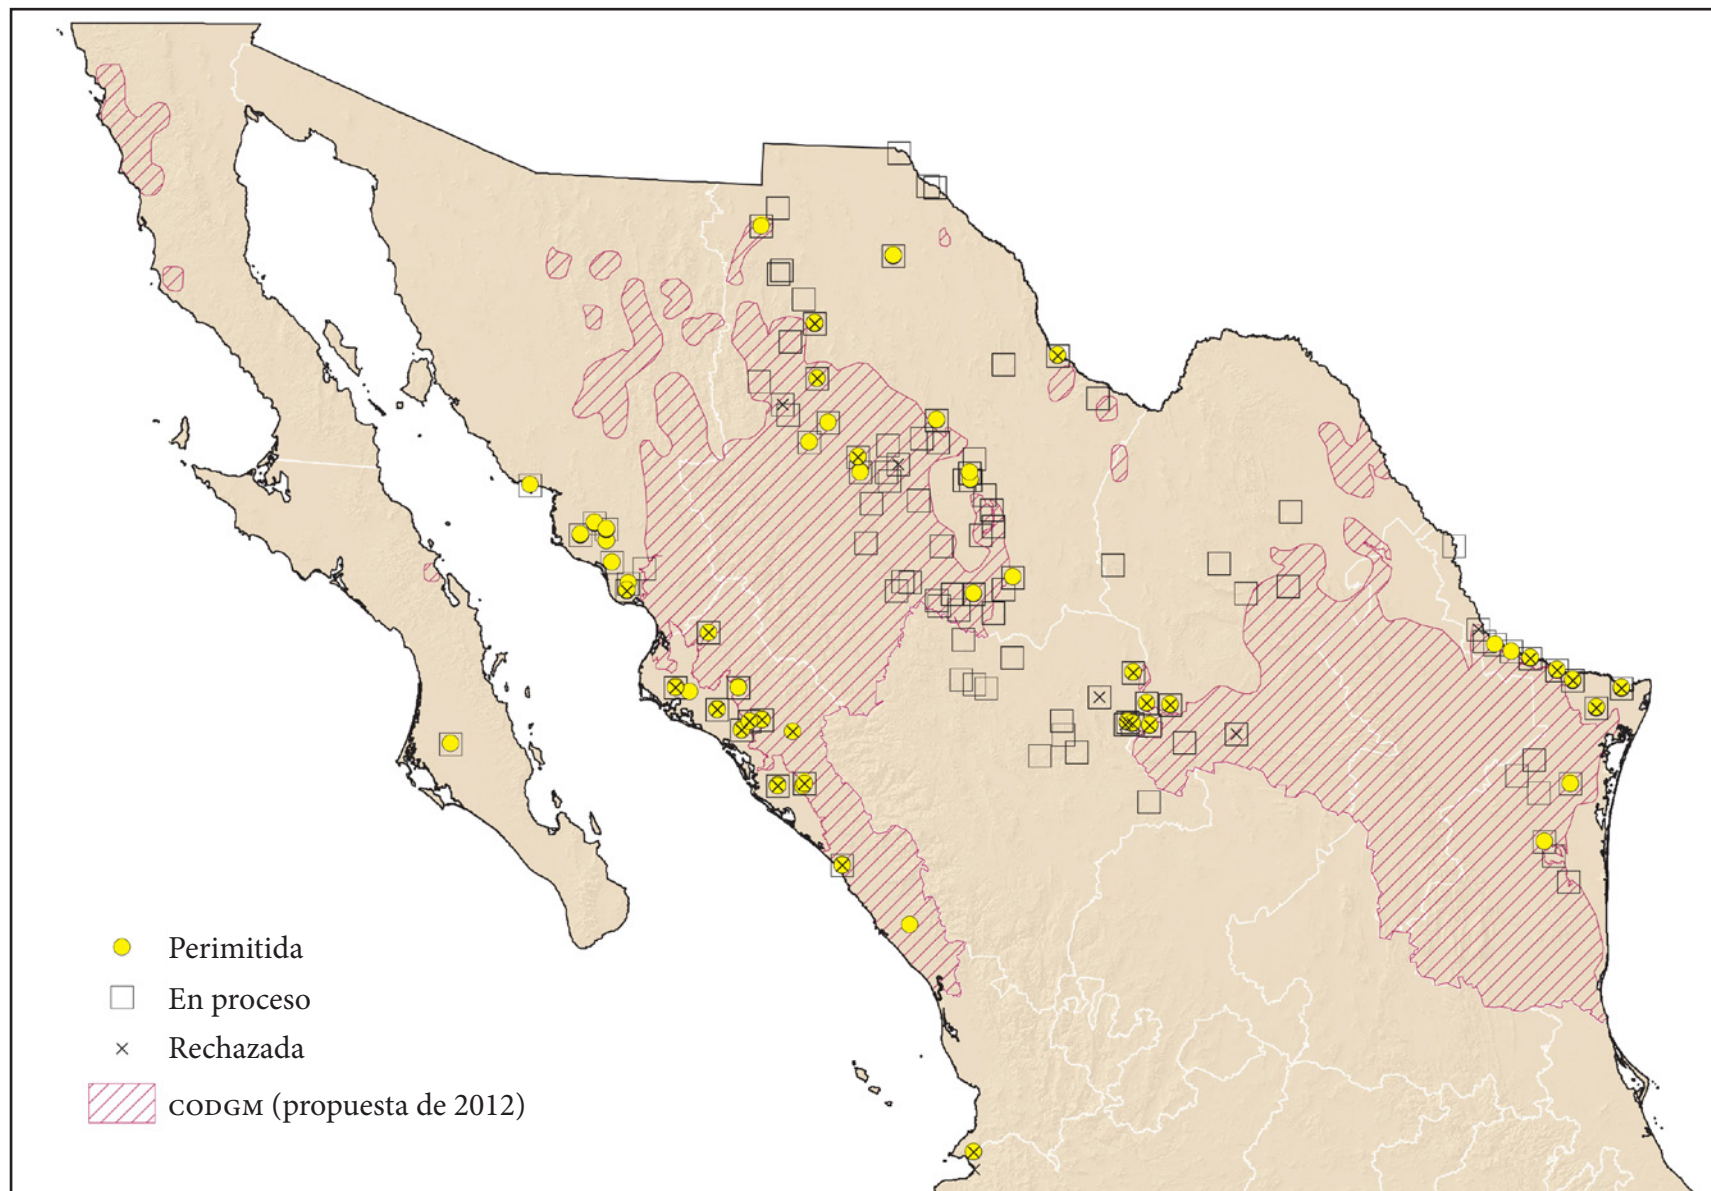 Perimitida
En proceso
Rechazada
CODGM (propuesta de 2012)